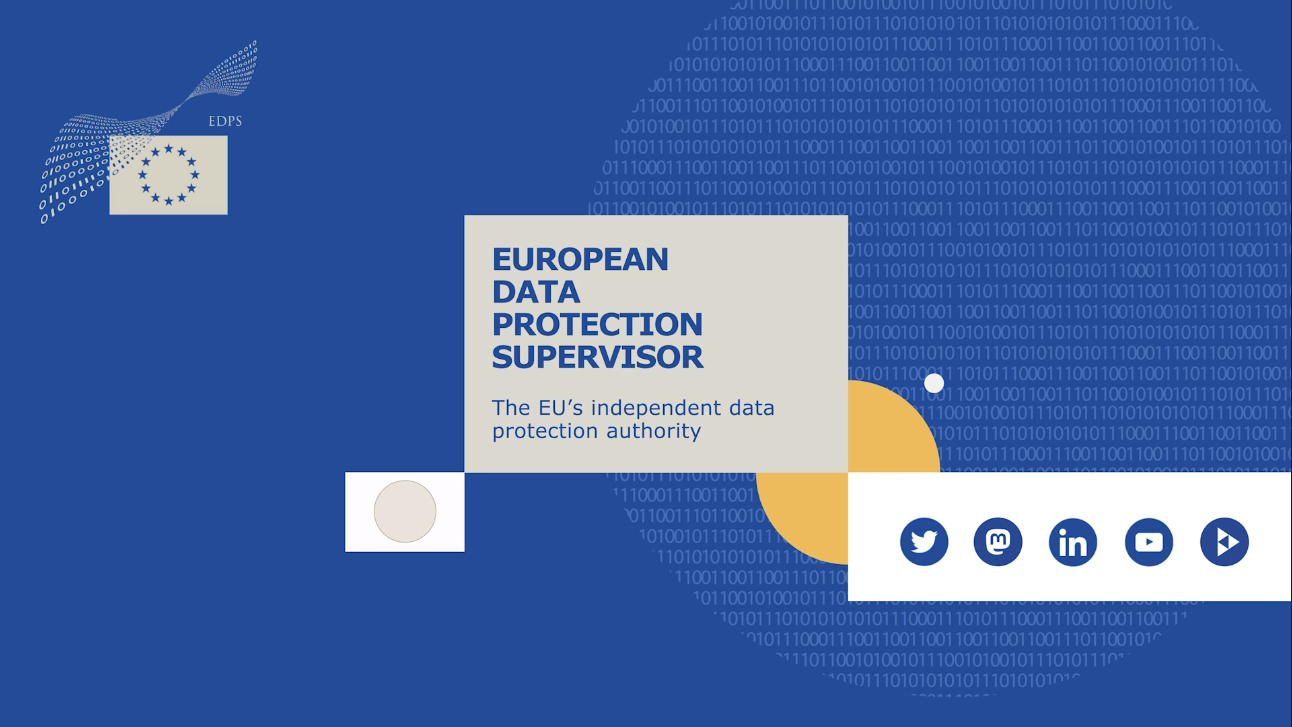 EDPS
EUROPEAN
DATA
PROTECTION
SUPERVISOR
The EU’s independent data
protection authority